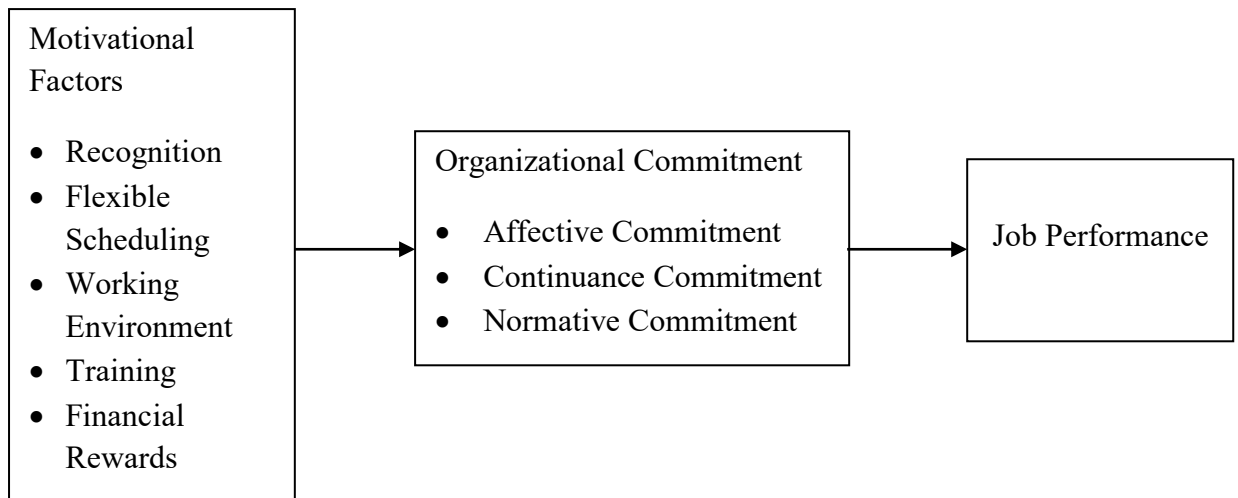 Motivational
Factors
• Recognition
• Flexible
Scheduling
• Working
Environment
• Training
• Financial
Rewards
Organizational Commitment
• Affective Commitment
• Continuance Commitment
• Normative Commitment
Job Performance